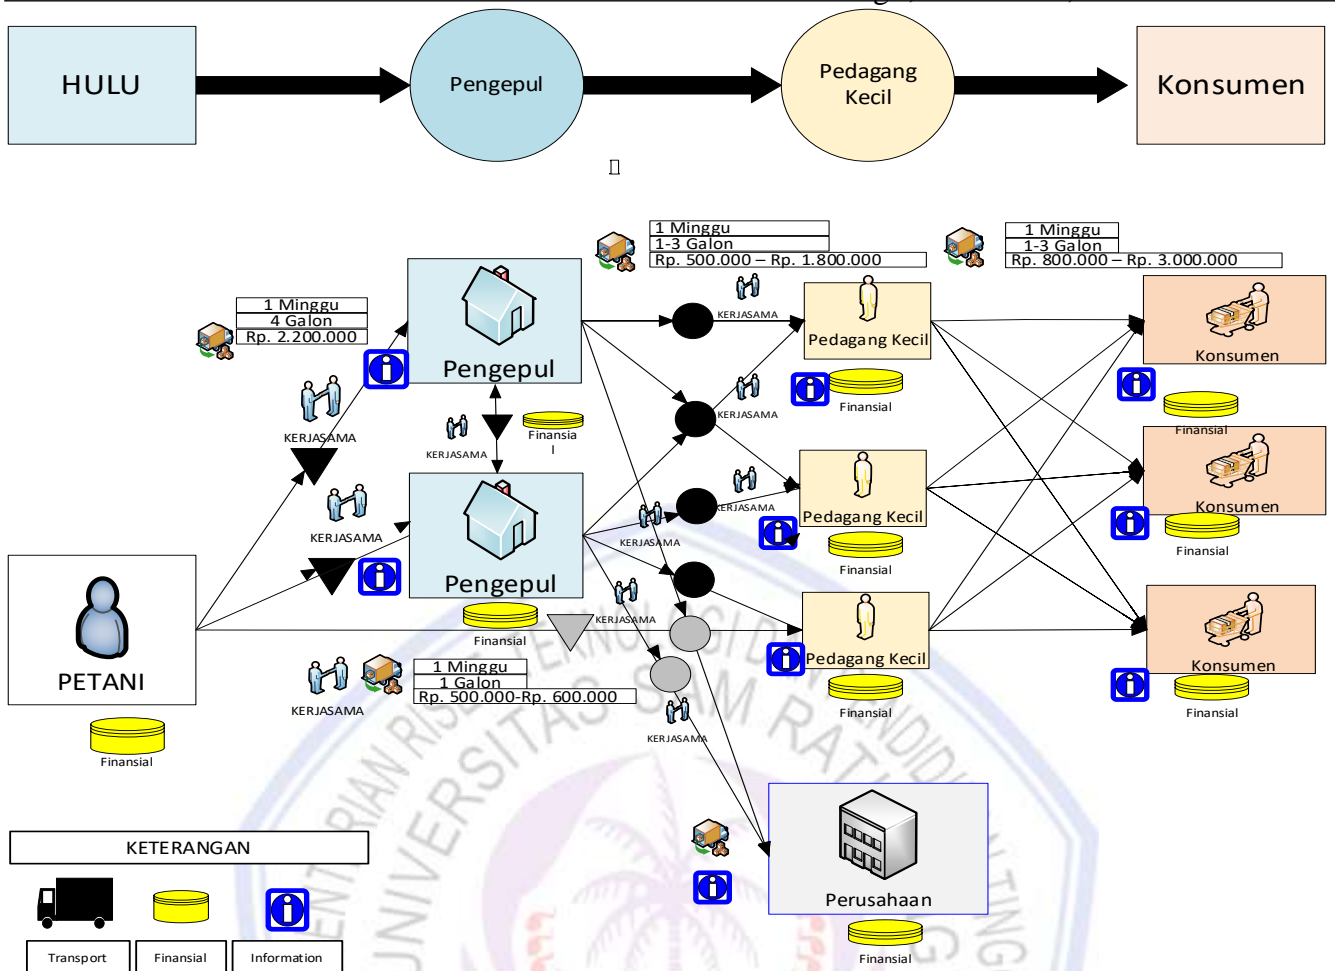 HULU
Pengepul
Pedagang
Kecil
Konsumen
1 Minggu
1-3 Galon
Rp. 500.000 – Rp. 1.800.000
1 Minggu
1-3 Galon
Rp. 800.000 – Rp. 3.000.000
1 Minggu
4 Galon
Rp. 2.200.000
Pengepul
KERJASAMA
Pedagang Kecil
Konsumen
Finansial
Finansial
KERJASAMA
KERJASAMA
KERJASAMA
Finansia
l
KERJASAMA
Pengepul
KERJASAMA
KERJASAMA
Pedagang Kecil
Konsumen
Finansial
Finansial
KERJASAMA
PETANI
Finansial
KERJASAMA
Pedagang Kecil
Konsumen
Finansial
Finansial
KERJASAMA
1 Minggu
1 Galon
Rp. 500.000-Rp. 600.000
KERJASAMA
Finansial
Perusahaan
Finansial
KETERANGAN
Transport
Finansial
Information
UNIVERSITAS SAM RATU